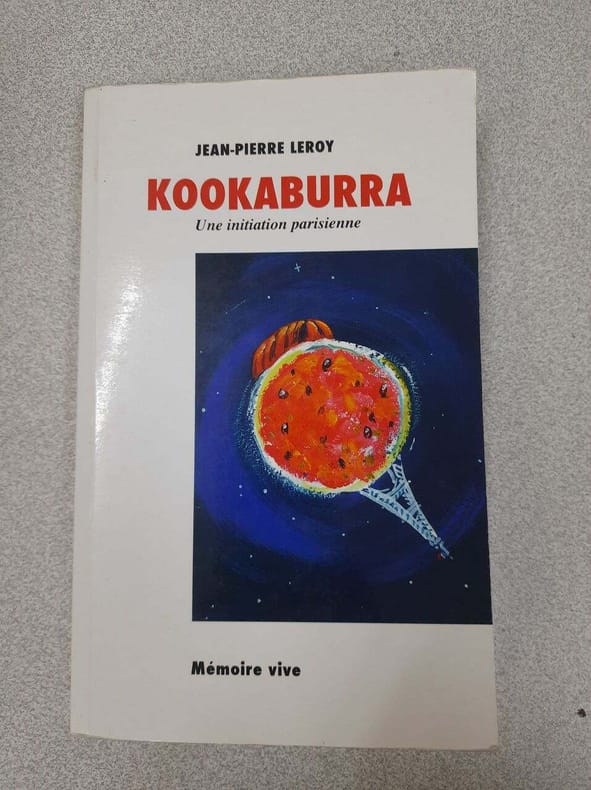 JEAN-PIERRE LEROY
KOOKABURRA
Une initiation parisienne
Mémoire vive